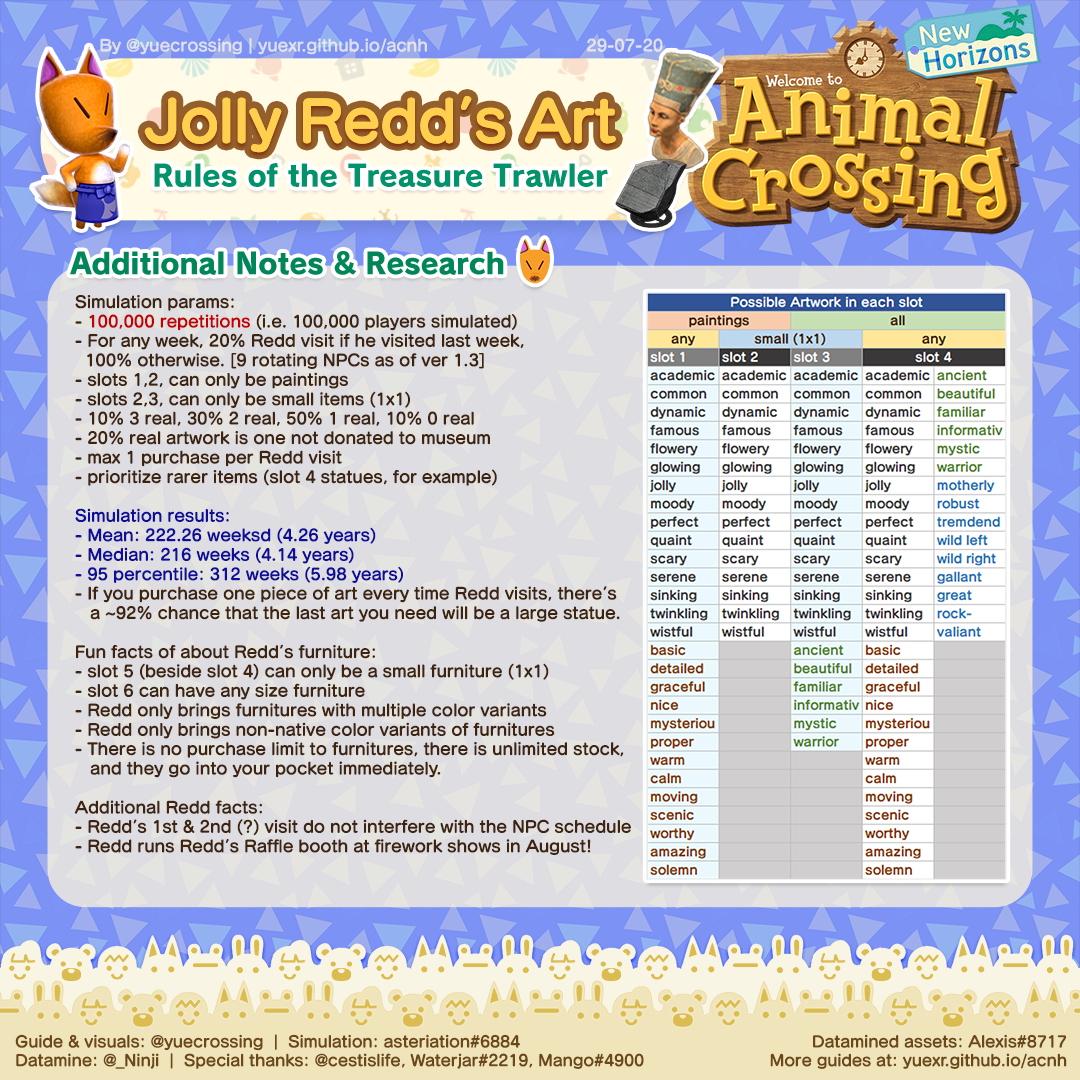 By @yuecrossing | yuexr.github.io/acnh
29-07-20
Jolly Redd's Art
Rules of the Treasure Trawler
Welcome to
Animal
Crossing
New
Horizons
Additional Notes & Research
Simulation params:
- 100,000 repetitions (i.e. 100,000 players simulated)
- For any week, 20% Redd visit if he visited last week,
100% otherwise. [9 rotating NPCs as of ver 1.3]
- slots 1,2, can only be paintings
- slots 2,3, can only be small items (1x1)
- 10% 3 real, 30% 2 real, 50% 1 real, 10% 0 real
- 20% real artwork is one not donated to museum
- max 1 purchase per Redd visit
- prioritize rarer items (slot 4 statues, for example)
Simulation results:
- Mean: 222.26 weeksd (4.26 years)
- Median: 216 weeks (4.14 years)
- 95 percentile: 312 weeks (5.98 years)
- If you purchase one piece of art every time Redd visits, there's
a ~92% chance that the last art you need will be a large statue.
Fun facts of about Redd's furniture:
- slot 5 (beside slot 4) can only be a small furniture (1x1)
- slot 6 can have any size furniture
- Redd only brings furnitures with multiple color variants
- Redd only brings non-native color variants of furnitures
- There is no purchase limit to furnitures, there is unlimited stock,
and they go into your pocket immediately.
Additional Redd facts:
- Redd's 1st & 2nd (?) visit do not interfere with the NPC schedule
- Redd runs Redd's Raffle booth at firework shows in August!
Possible Artwork in each slot
paintings all
any small (1x1) any
slot 1 slot 2 slot 3 slot 4
academic academic academic academic ancient
common common common common beautiful
dynamic dynamic dynamic dynamic familiar
famous famous famous famous informativ
flowery flowery flowery flowery mystic
glowing glowing glowing glowing warrior
jolly jolly jolly jolly motherly
moody moody moody moody robust
perfect perfect perfect perfect tremdend
quaint quaint quaint quaint wild left
scary scary scary scary wild right
serene serene serene serene gallant
sinking sinking sinking sinking great
twinkling twinkling twinkling twinkling rock-
wistful wistful wistful wistful valiant
basic ancient basic
detailed beautiful detailed
graceful familiar graceful
nice informativ nice
mysteriou mystic mysteriou
proper warrior proper
warm warm
calm calm
moving moving
scenic scenic
worthy worthy
amazing amazing
solemn solemn
Guide & visuals: @yuecrossing | Simulation: asteriation#6884
Datamine: @_Ninji | Special thanks: @cestislife, Waterjar#2219, Mango#4900
Datamined assets: Alexis#8717
More guides at: yuexr.github.io/acnh